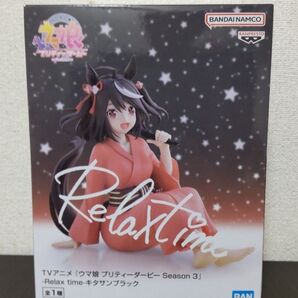 BANDAI NAMCO
ウマ娘
プリティーダービー
BANPRESTO
Relax time
TVアニメ『ウマ娘 プリティーダービー Season 3』
-Relax time-キタサンブラック
全1種
BAN